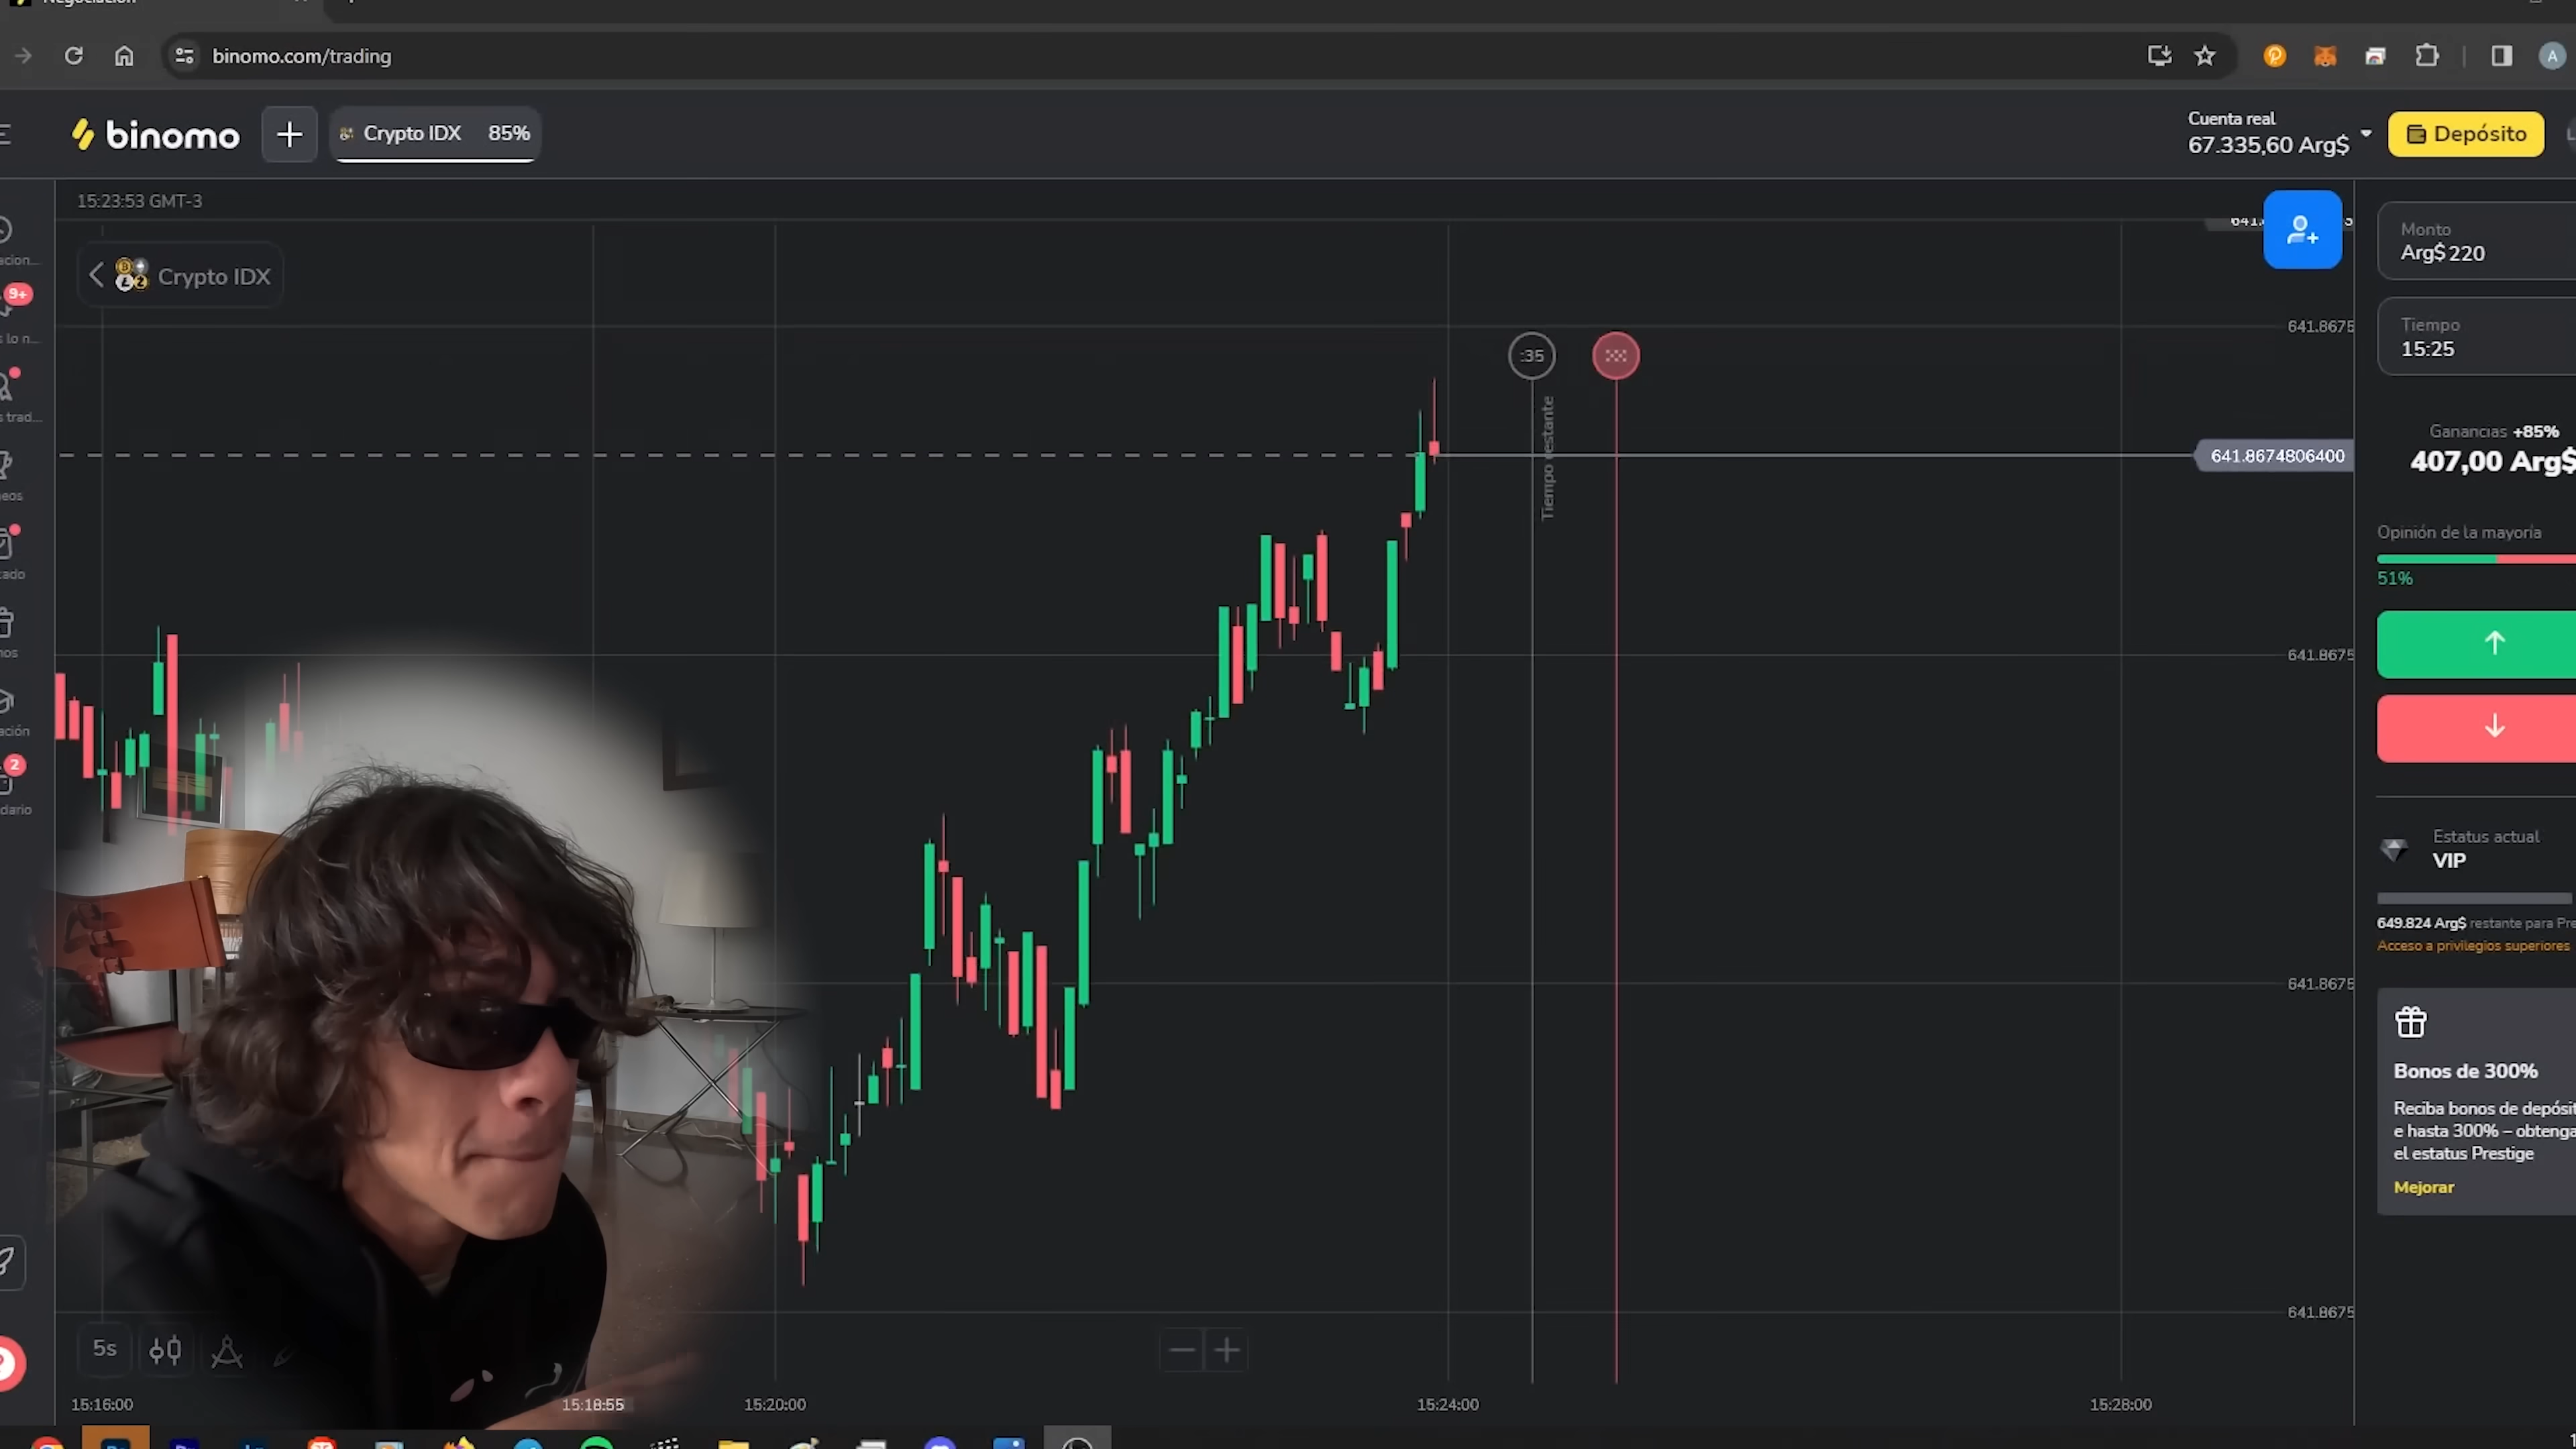 binomo.com/trading
A
binomo
+
Crypto IDX 85%
Cuenta real
67.335,60 Arg$
Depósito
15:23:53 GMT-3
Crypto IDX
9+
2
:35
Tiempo restante
641.8675
641.8674806400
641.8675
641.8675
641.8675
Monto
Arg$ 220
Tiempo
15:25
Ganancias +85%
407,00 Arg$
Opinión de la mayoría
51%
Estatus actual
VIP
649.824 Arg$ restante para
Acceso a privilegios superiores
Bonos de 300%
Reciba bonos de
e hasta 300% –
el estatus Prestige
Mejorar
5s
15:16:00
15:18:55
15:20:00
15:24:00
15:28:00